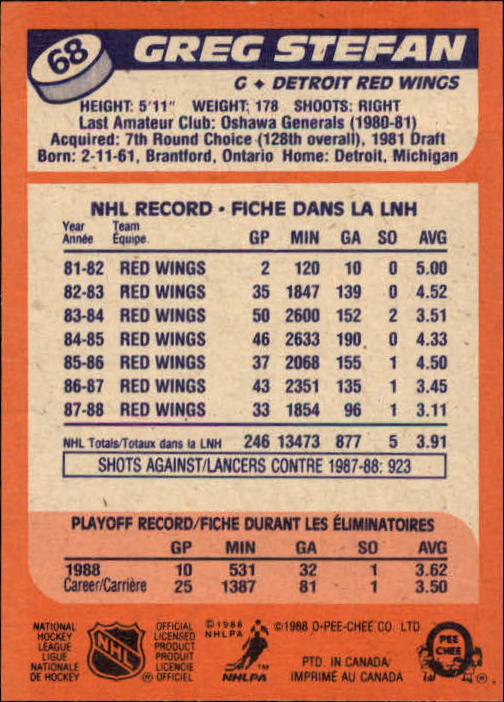 68
GREG STEFAN
G ♦ DETROIT RED WINGS
HEIGHT: 5'11" WEIGHT: 178 SHOOTS: RIGHT
Last Amateur Club: Oshawa Generals (1980-81)
Acquired: 7th Round Choice (128th overall), 1981 Draft
Born: 2-11-61, Brantford, Ontario Home: Detroit, Michigan
NHL RECORD • FICHE DANS LA LNH
Year Team
Année Équipe GP MIN GA SO AVG
81-82 RED WINGS 2 120 10 0 5.00
82-83 RED WINGS 35 1847 139 0 4.52
83-84 RED WINGS 50 2600 152 2 3.51
84-85 RED WINGS 46 2633 190 0 4.33
85-86 RED WINGS 37 2068 155 1 4.50
86-87 RED WINGS 43 2351 135 1 3.45
87-88 RED WINGS 33 1854 96 1 3.11
NHL Totals/Totaux dans la LNH 246 13473 877 5 3.91
SHOTS AGAINST/LANCERS CONTRE 1987-88: 923
PLAYOFF RECORD/FICHE DURANT LES ÉLIMINATOIRES
GP MIN GA SO AVG
1988 10 531 32 1 3.62
Career/Carrière 25 1387 81 1 3.50
NATIONAL
HOCKEY
LEAGUE
LIGUE
NATIONALE
DE HOCKEY
NHL
OFFICIAL
LICENSED
PRODUCT
PRODUIT
LICENCIÉ
® OFFICIEL
©1988
NHLPA
NHLPA
TM
©1988 O-PEE-CHEE CO. LTD
PTD. IN CANADA/
IMPRIMÉ AU CANADA
O
PEE
CHEE
®